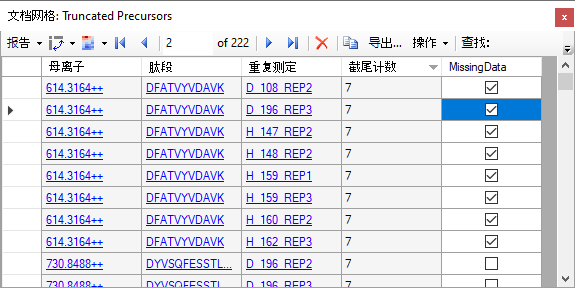 文档网格: Truncated Precursors
报告 2 of 222 导出... 操作 查找:
母离子 肽段 重复测定 截尾计数 MissingData
614.3164++ DFATVYVDAVK D_108_REP2 7
614.3164++ DFATVYVDAVK D_196_REP3 7
614.3164++ DFATVYVDAVK H_147_REP2 7
614.3164++ DFATVYVDAVK H_148_REP2 7
614.3164++ DFATVYVDAVK H_159_REP1 7
614.3164++ DFATVYVDAVK H_159_REP3 7
614.3164++ DFATVYVDAVK H_160_REP2 7
614.3164++ DFATVYVDAVK H_162_REP3 7
730.8488++ DYVSQFESSTL... D_196_REP2 7
730.8488++ DYVSQFESSTL... D_196_REP3 7